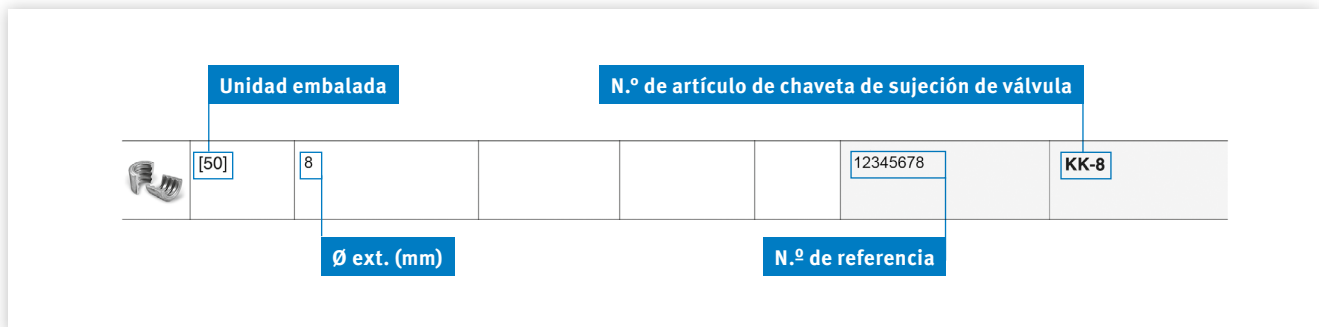 Unidad embalada
N.º de artículo de chaveta de sujeción de válvula
[50]
8
12345678
KK-8
Ø ext. (mm)
N.º de referencia